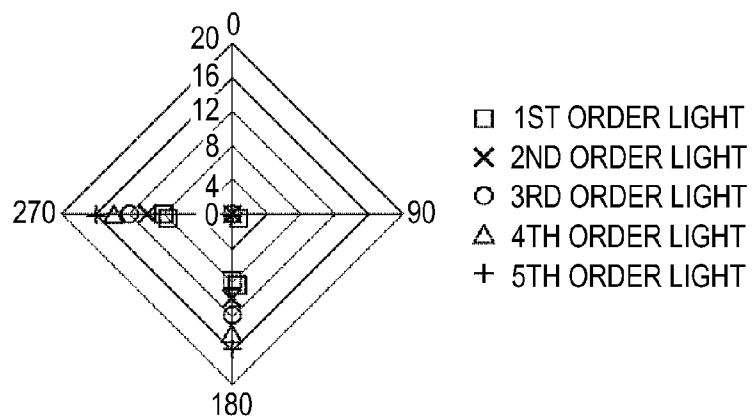 0
20
16
12
8
4
0
270
90
180
□ 1ST ORDER LIGHT
× 2ND ORDER LIGHT
○ 3RD ORDER LIGHT
△ 4TH ORDER LIGHT
+ 5TH ORDER LIGHT